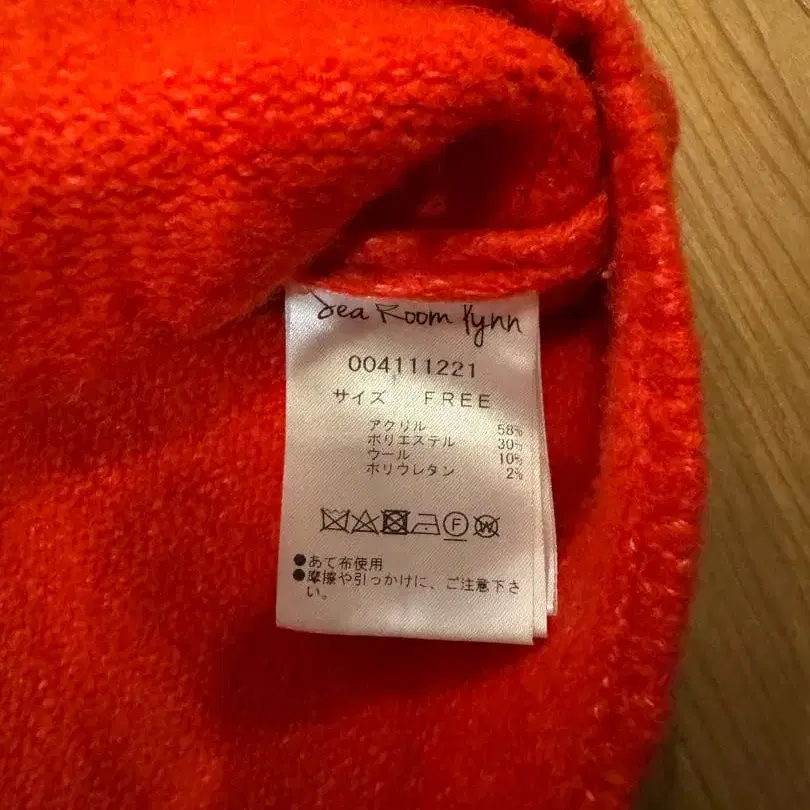 Sea Room lynn
004111221
サイズ FREE
アクリル 58%
ポリエステル 30%
ウール 10%
ポリウレタン 2%
F W
●あて布使用
●摩擦や引っかけに、ご注意下さ
い。